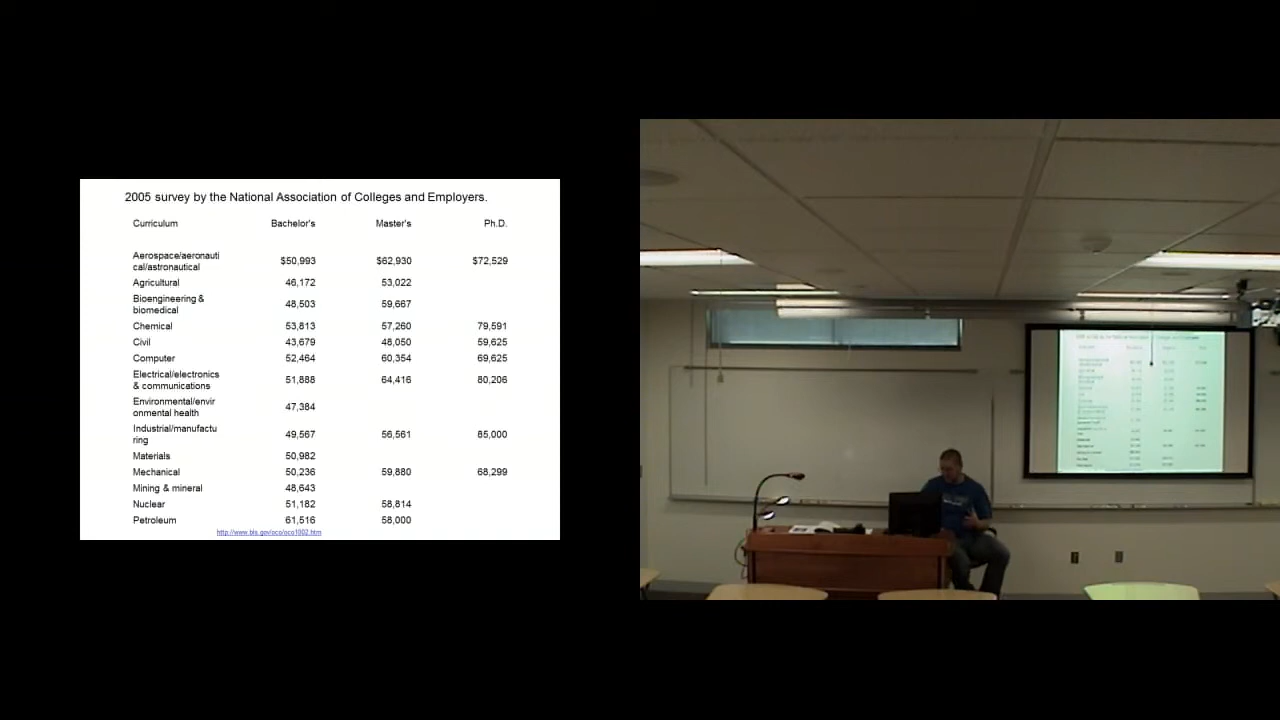 2005 survey by the National Association of Colleges and Employers.
Curriculum Bachelor's Master's Ph.D.
Aerospace/aeronauti
cal/astronautical $50,993 $62,930 $72,529
Agricultural 46,172 53,022
Bioengineering &
biomedical 48,503 59,667
Chemical 53,813 57,260 79,591
Civil 43,679 48,050 59,625
Computer 52,464 60,354 69,625
Electrical/electronics
& communications 51,888 64,416 80,206
Environmental/envir
onmental health 47,384
Industrial/manufactu
ring 49,567 56,561 85,000
Materials 50,982
Mechanical 50,236 59,880 68,299
Mining & mineral 48,643
Nuclear 51,182 58,814
Petroleum 61,516 58,000
http://www.bls.gov/oco/oco1002.htm